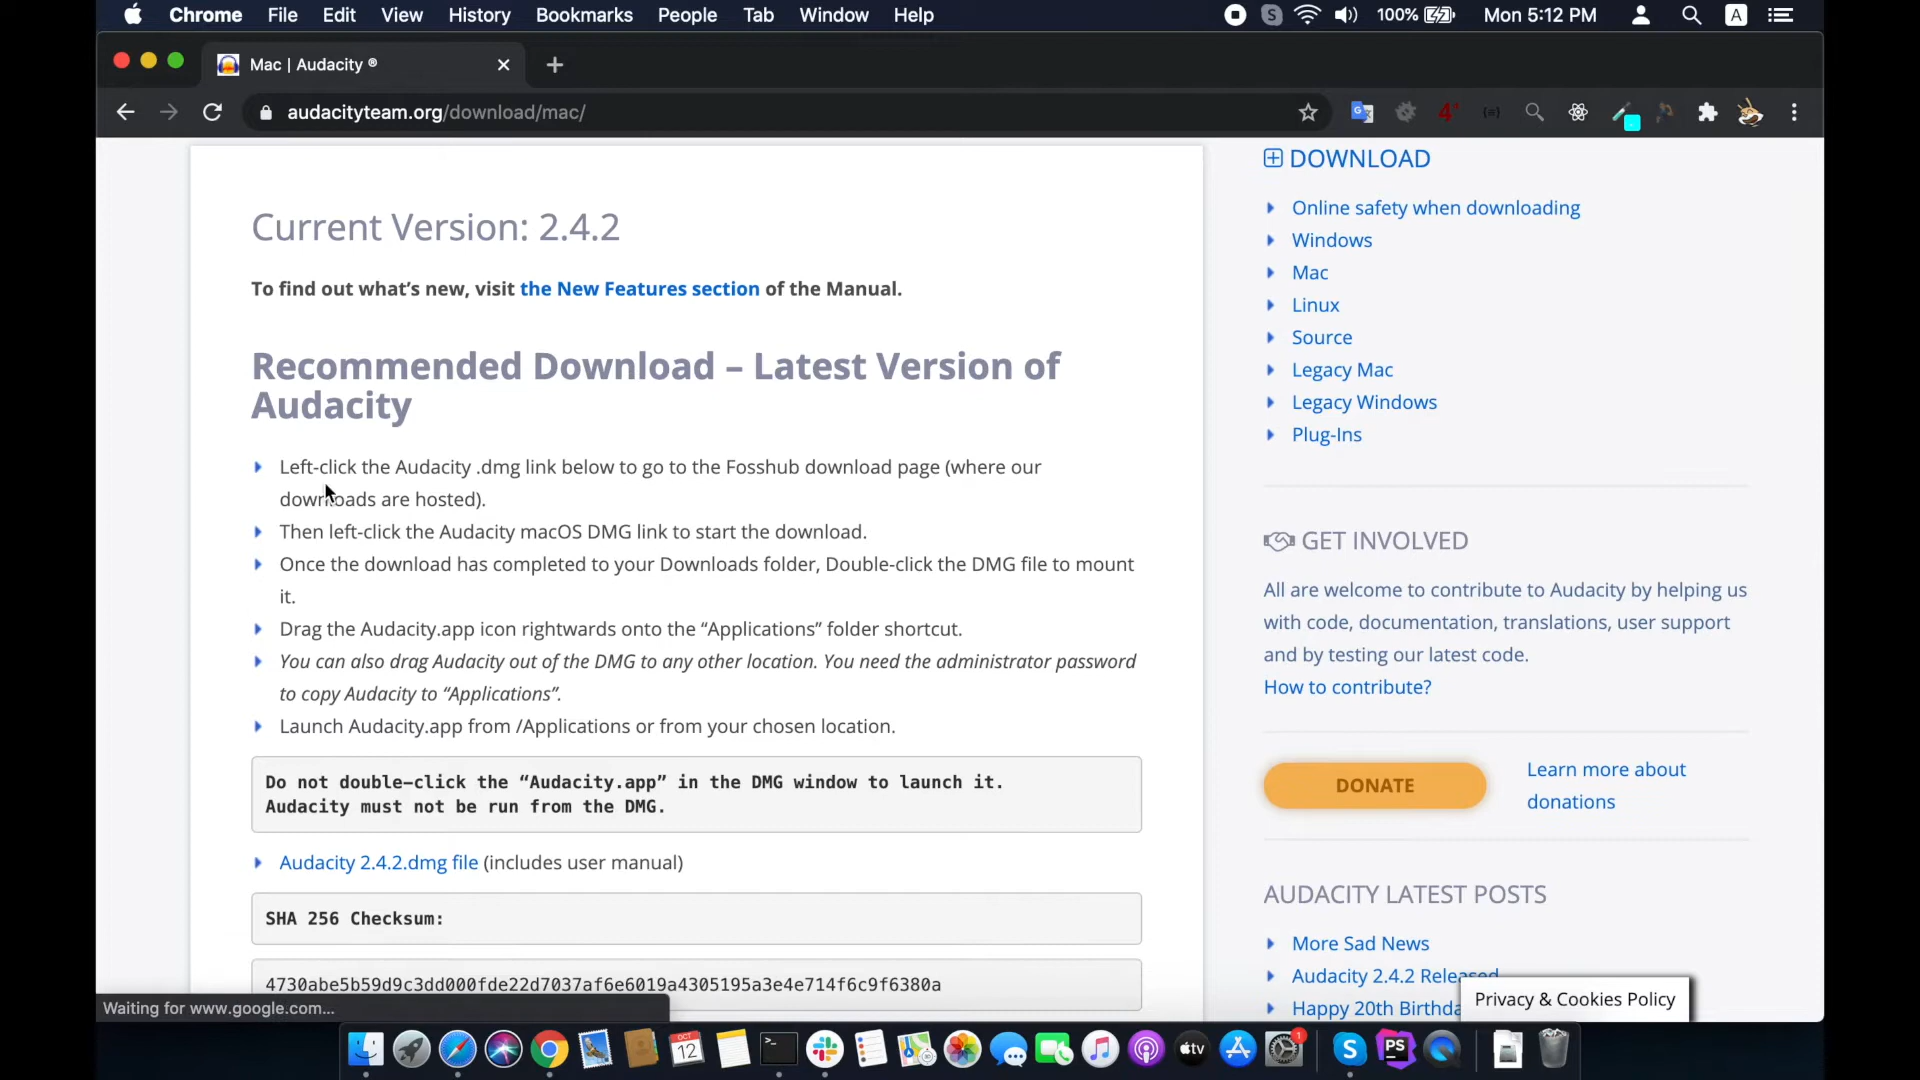 Chrome File Edit View History Bookmarks People Tab Window Help 100% Mon 5:12 PM A
Mac | Audacity ®
audacityteam.org/download/mac/
Current Version: 2.4.2
To find out what’s new, visit the New Features section of the Manual.
Recommended Download – Latest Version of
Audacity
Left-click the Audacity .dmg link below to go to the Fosshub download page (where our
downloads are hosted).
Then left-click the Audacity macOS DMG link to start the download.
Once the download has completed to your Downloads folder, Double-click the DMG file to mount
it.
Drag the Audacity.app icon rightwards onto the “Applications” folder shortcut.
You can also drag Audacity out of the DMG to any other location. You need the administrator password
to copy Audacity to “Applications”.
Launch Audacity.app from /Applications or from your chosen location.
Do not double-click the “Audacity.app” in the DMG window to launch it.
Audacity must not be run from the DMG.
Audacity 2.4.2.dmg file (includes user manual)
SHA 256 Checksum:
4730abe5b59d9c3dd000fde22d7037af6e6019a4305195a3e4e714f6c9f6380a
DOWNLOAD
Online safety when downloading
Windows
Mac
Linux
Source
Legacy Mac
Legacy Windows
Plug-Ins
GET INVOLVED
All are welcome to contribute to Audacity by helping us
with code, documentation, translations, user support
and by testing our latest code.
How to contribute?
DONATE
Learn more about
donations
AUDACITY LATEST POSTS
More Sad News
Audacity 2.4.2 Released
Happy 20th Birthda
Privacy & Cookies Policy
Waiting for www.google.com...
OCT
12
tv
1
PS